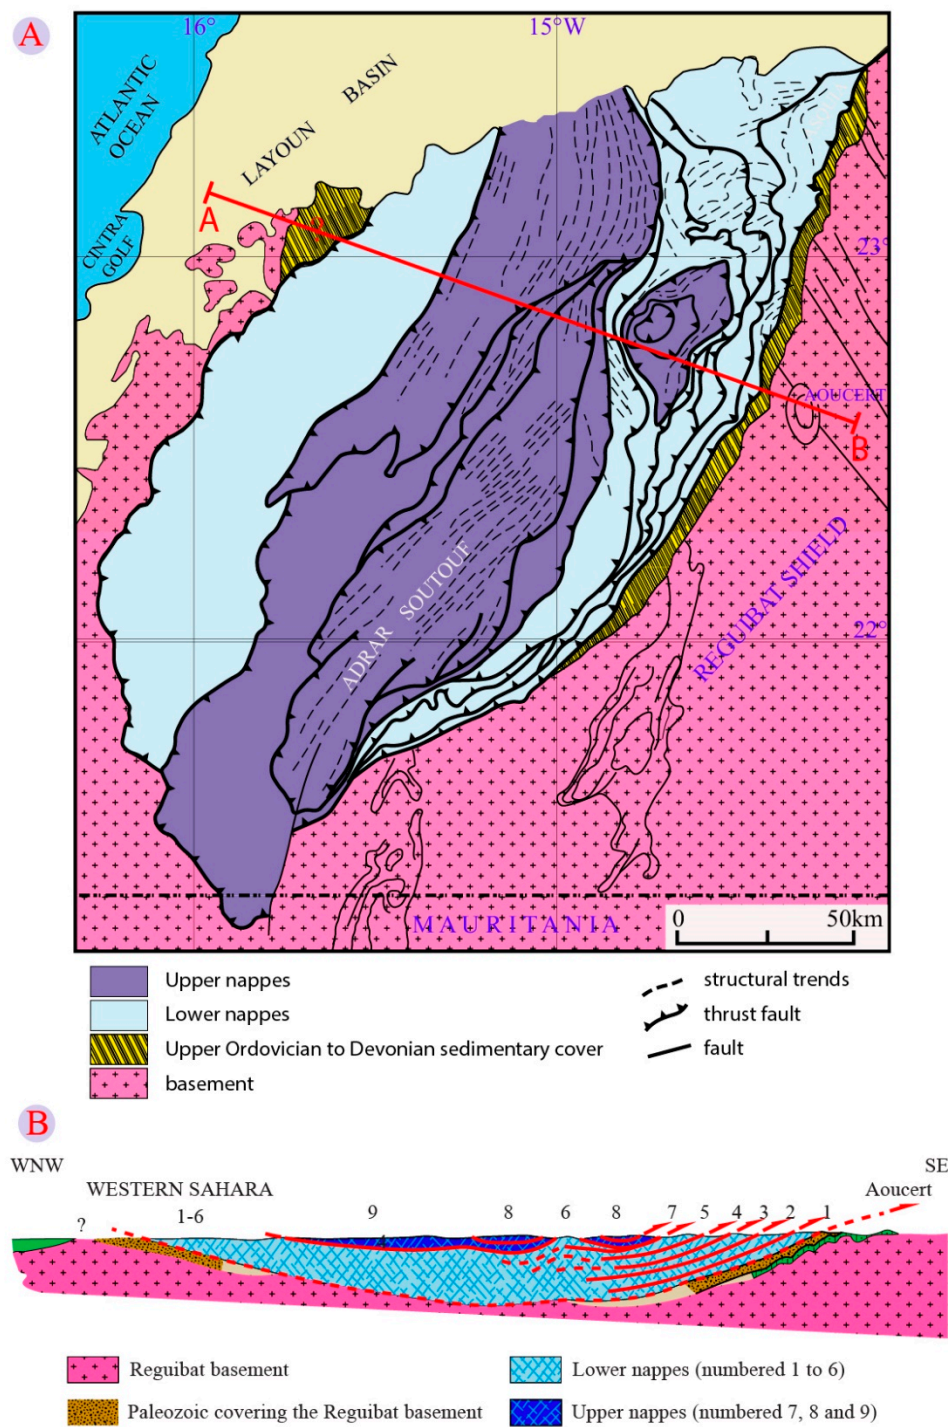 A
16°
15°W
ATLANTIC
OCEAN
LAYOUN BASIN
CINTRA
GOLF
A
23°
AOUCERT
B
REGUIBAT SHIELD
22°
ADRAR SOUTOUF
MAURITANIA
0 50km
Upper nappes
Lower nappes
Upper Ordovician to Devonian sedimentary cover
basement
structural trends
thrust fault
fault
B
WNW
SE
WESTERN SAHARA
Aoucert
? 1-6 9 8 6 8 7 5 4 3 2 1
Reguibat basement
Paleozoic covering the Reguibat basement
Lower nappes (numbered 1 to 6)
Upper nappes (numbered 7, 8 and 9)